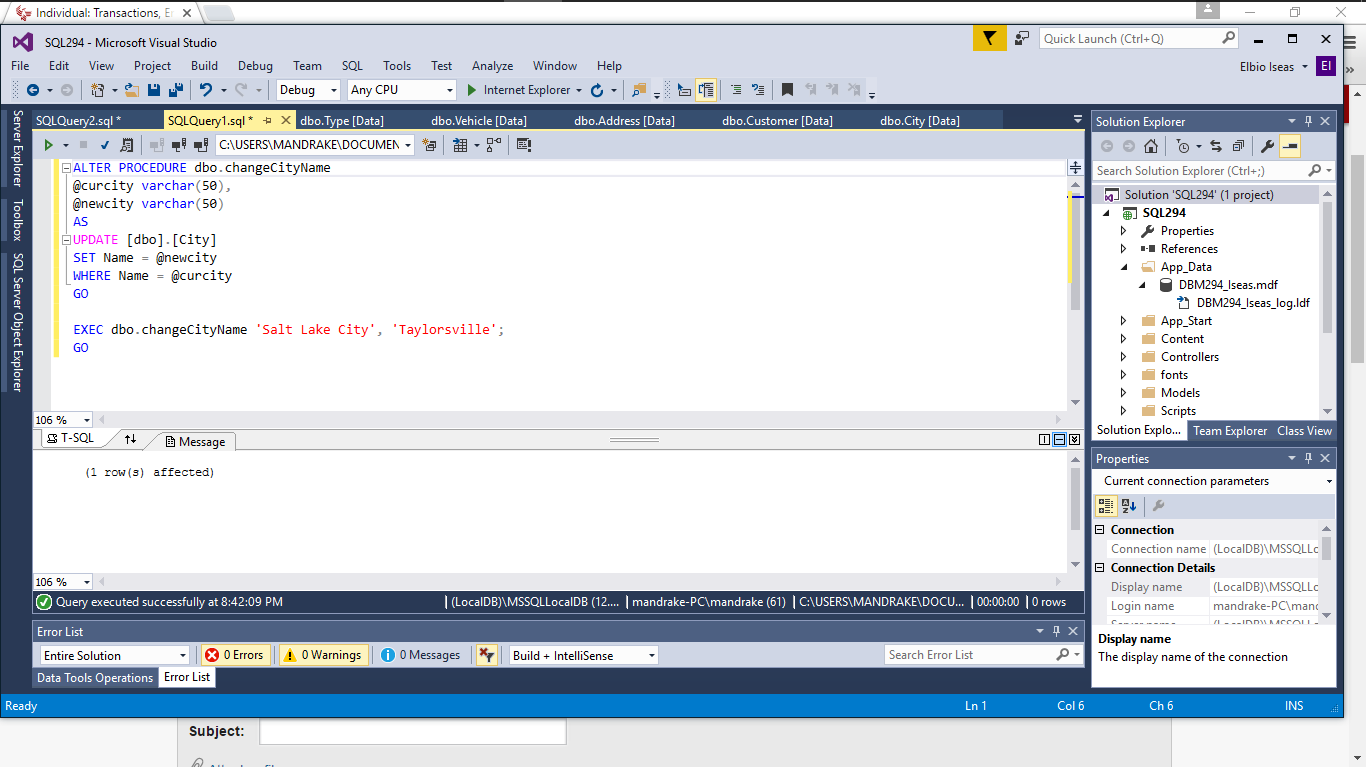 Individual: Transactions, E
SQL294 - Microsoft Visual Studio
Quick Launch (Ctrl+Q)
File Edit View Project Build Debug Team SQL Tools Test Analyze Window Help
Elbio Iseas EI
Debug Any CPU Internet Explorer
Server Explorer
Toolbox
SQL Server Object Explorer
SQLQuery2.sql * SQLQuery1.sql * dbo.Type [Data] dbo.Vehicle [Data] dbo.Address [Data] dbo.Customer [Data] dbo.City [Data]
C:\USERS\MANDRAKE\DOCUMEN
ALTER PROCEDURE dbo.changeCityName
@curcity varchar(50),
@newcity varchar(50)
AS
UPDATE [dbo].[City]
SET Name = @newcity
WHERE Name = @curcity
GO
EXEC dbo.changeCityName 'Salt Lake City', 'Taylorsville';
GO
106 %
T-SQL Message
(1 row(s) affected)
106 %
Query executed successfully at 8:42:09 PM (LocalDB)\MSSQLLocalDB (12.... mandrake-PC\mandrake (61) C:\USERS\MANDRAKE\DOCU... 00:00:00 0 rows
Error List
Entire Solution 0 Errors 0 Warnings 0 Messages Build + IntelliSense Search Error List
Data Tools Operations Error List
Solution Explorer
Search Solution Explorer (Ctrl+;)
Solution 'SQL294' (1 project)
SQL294
Properties
References
App_Data
DBM294_Iseas.mdf
DBM294_Iseas_log.ldf
App_Start
Content
Controllers
fonts
Models
Scripts
Solution Explo... Team Explorer Class View
Properties
Current connection parameters
Connection
Connection name (LocalDB)\MSSQLLo
Connection Details
Display name (LocalDB)\MSSQLLo
Login name mandrake-PC\mand
Display name
The display name of the connection
Ready Ln 1 Col 6 Ch 6 INS
Subject: